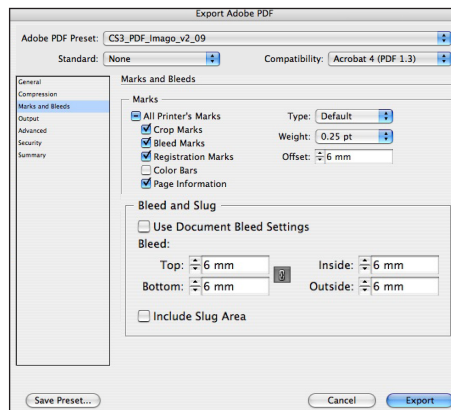 Export Adobe PDF
Adobe PDF Preset: CS3_PDF_Imago_v2_09
Standard: None Compatibility: Acrobat 4 (PDF 1.3)
General
Compression
Marks and Bleeds
Output
Advanced
Security
Summary
Marks and Bleeds
Marks
All Printer's Marks Type: Default
Crop Marks Weight: 0.25 pt
Bleed Marks
Registration Marks Offset: 6 mm
Color Bars
Page Information
Bleed and Slug
Use Document Bleed Settings
Bleed:
Top: 6 mm Inside: 6 mm
Bottom: 6 mm Outside: 6 mm
Include Slug Area
Save Preset... Cancel Export